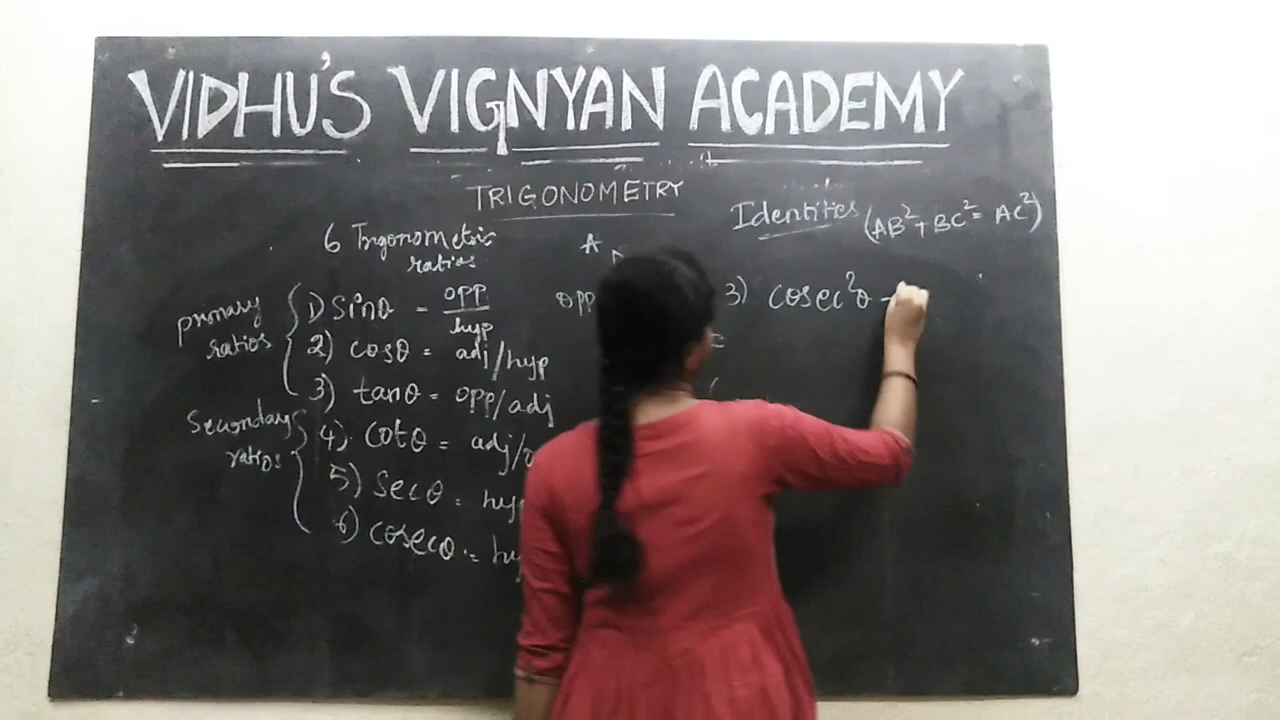 VIDHU'S VIGNYAN ACADEMY
TRIGONOMETRY
6 Trigonometric
ratios
primary
ratios
1) sinθ = opp/hyp
2) cosθ = adj/hyp
3) tanθ = opp/adj
Secondary
ratios
4) cotθ = adj/
5) secθ = hyp
6) cosecθ = hy
A
opp
Identities (AB² + BC² = AC²)
3) cosec²θ -